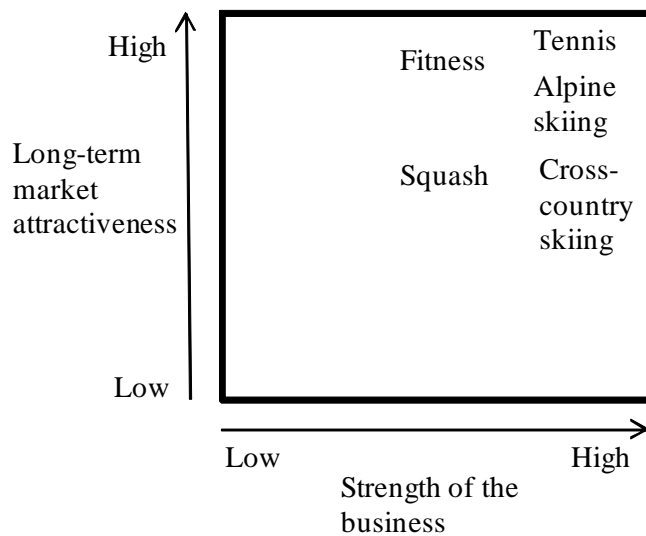 High
Fitness
Tennis
Alpine
skiing
Long-term
market
attractiveness
Squash
Cross-
country
skiing
Low
Low
High
Strength of the
business